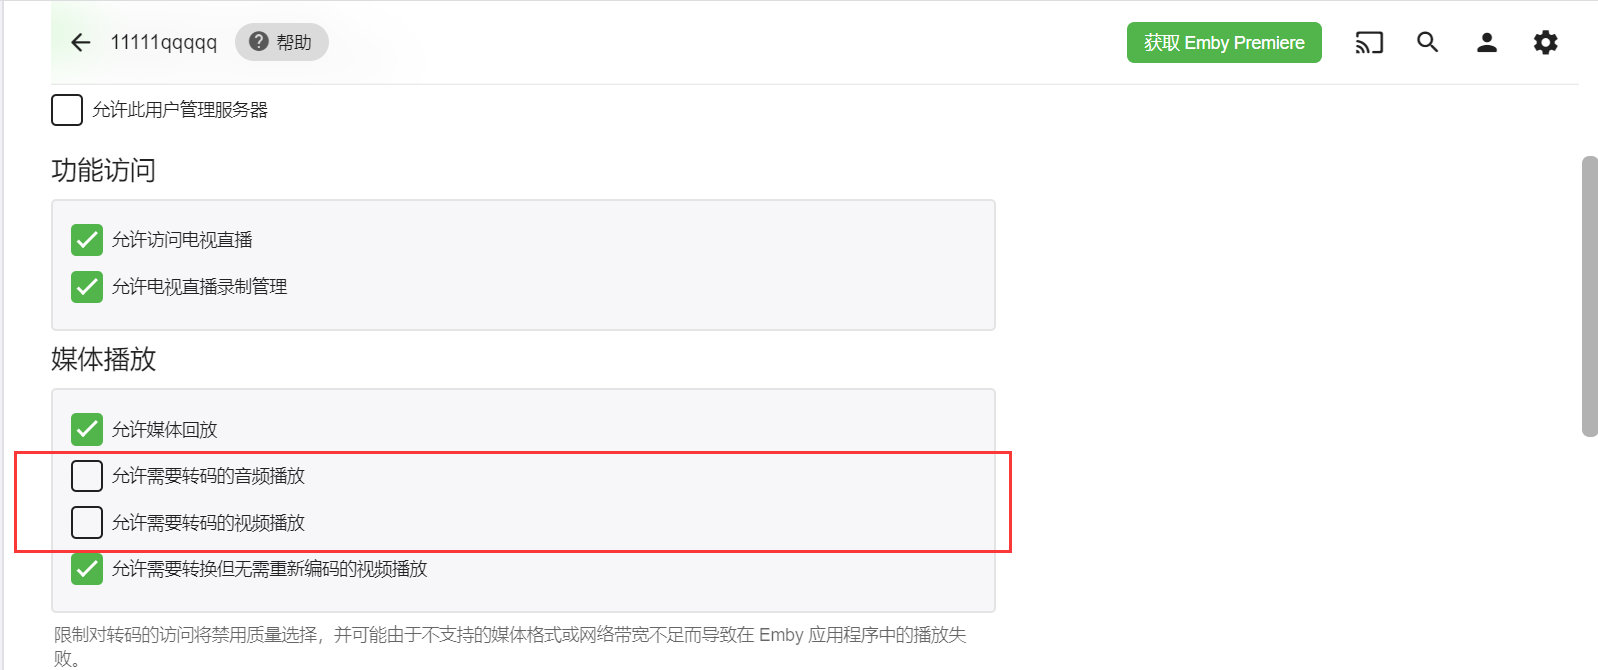 11111qqqqq
帮助
获取 Emby Premiere
允许此用户管理服务器
功能访问
允许访问电视直播
允许电视直播录制管理
媒体播放
允许媒体回放
允许需要转码的音频播放
允许需要转码的视频播放
允许需要转换但无需重新编码的视频播放
限制对转码的访问将禁用质量选择，并可能由于不支持的媒体格式或网络带宽不足而导致在 Emby 应用程序中的播放失
败。